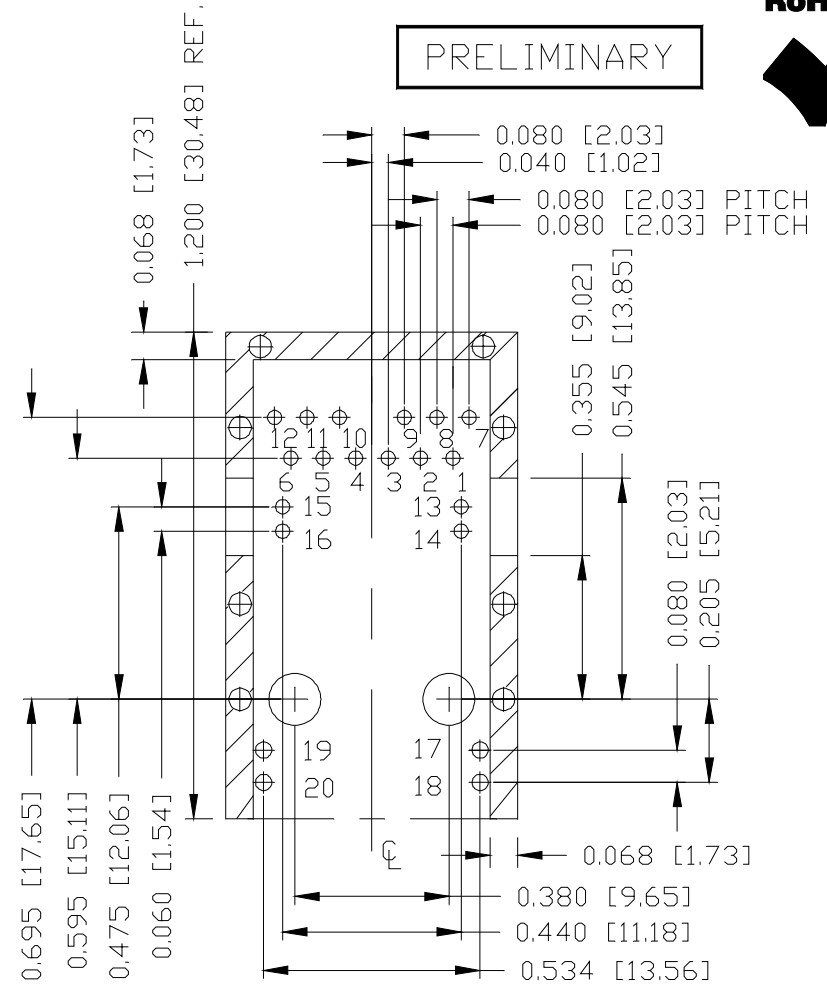 RoH
PRELIMINARY
0.068 [1.73]
1.200 [30.48] REF.
0.080 [2.03]
0.040 [1.02]
0.080 [2.03] PITCH
0.080 [2.03] PITCH
0.355 [9.02]
0.545 [13.85]
12 11 10 9 8 7
6 5 4 3 2 1
15 13
16 14
0.080 [2.03]
0.205 [5.21]
19 17
20 18
0.695 [17.65]
0.595 [15.11]
0.475 [12.06]
0.060 [1.54]
℄
0.068 [1.73]
0.380 [9.65]
0.440 [11.18]
0.534 [13.56]